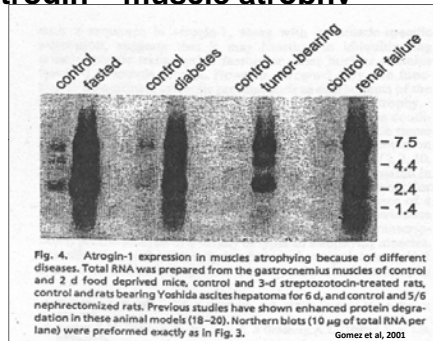 control
fasted
control
diabetes
control
tumor-bearing
control
renal failure
- 7.5
- 4.4
- 2.4
- 1.4
Fig. 4. Atrogin-1 expression in muscles atrophying because of different
diseases. Total RNA was prepared from the gastrocnemius muscles of control
and 2 d food deprived mice, control and 3-d streptozotocin-treated rats,
control and rats bearing Yoshida ascites hepatoma for 6 d, and control and 5/6
nephrectomized rats. Previous studies have shown enhanced protein degra-
dation in these animal models (18–20). Northern blots (10 μg of total RNA per
lane) were preformed exactly as in Fig. 3.
Gomez et al, 2001